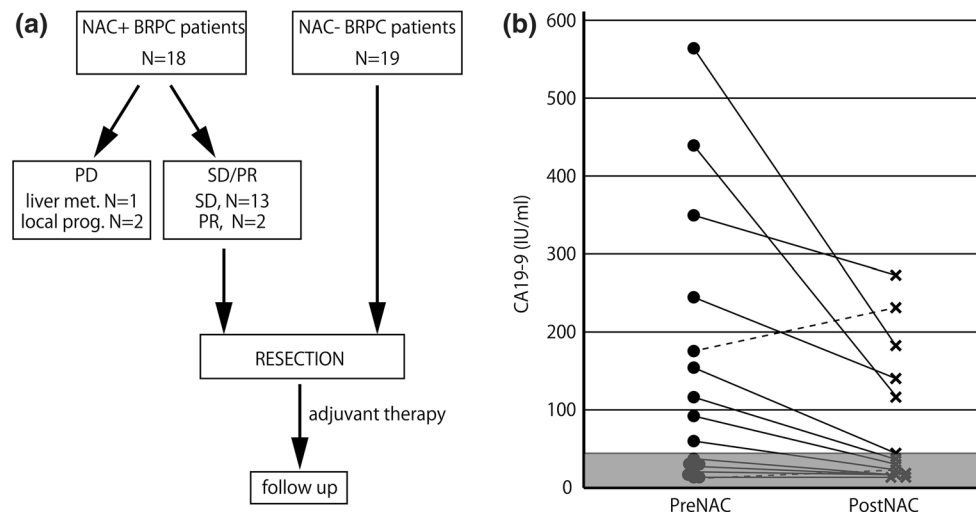 (a)
NAC+ BRPC patients
N=18
NAC- BRPC patients
N=19
PD
liver met. N=1
local prog. N=2
SD/PR
SD, N=13
PR, N=2
RESECTION
adjuvant therapy
follow up
(b)
CA19-9 (IU/ml)
600
500
600
300
200
100
0
PreNAC
PostNAC